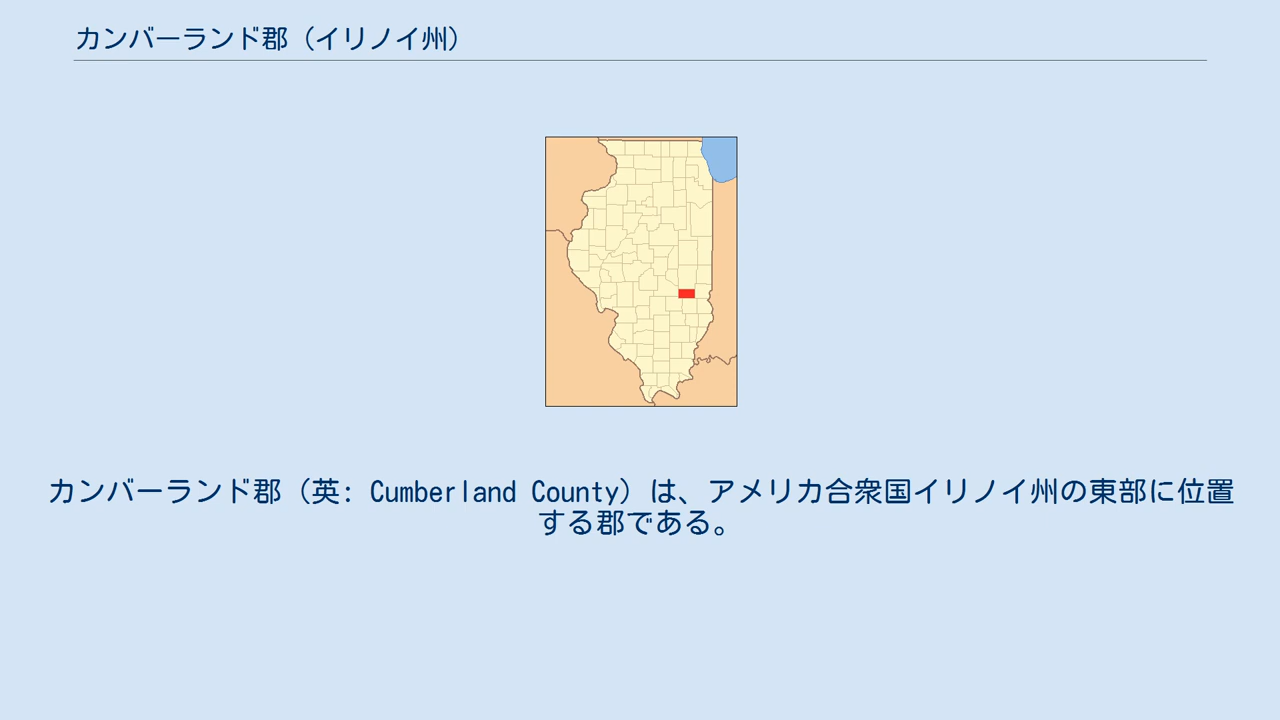 カンバーランド郡（イリノイ州）
カンバーランド郡（英: Cumberland County）は、アメリカ合衆国イリノイ州の東部に位置
する郡である。